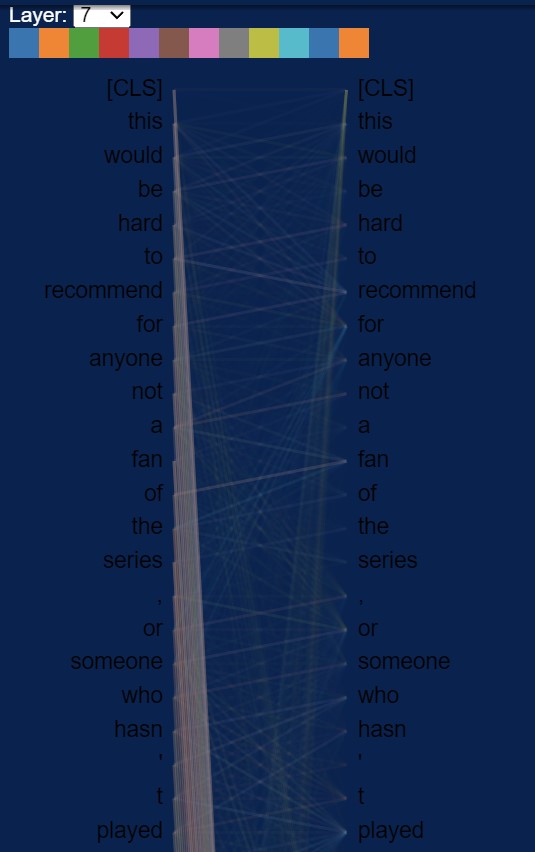 Layer: 7
[CLS] [CLS]
this this
would would
be be
hard hard
to to
recommend recommend
for for
anyone anyone
not not
a a
fan fan
of of
the the
series series
, ,
or or
someone someone
who who
hasn hasn
' '
t t
played played